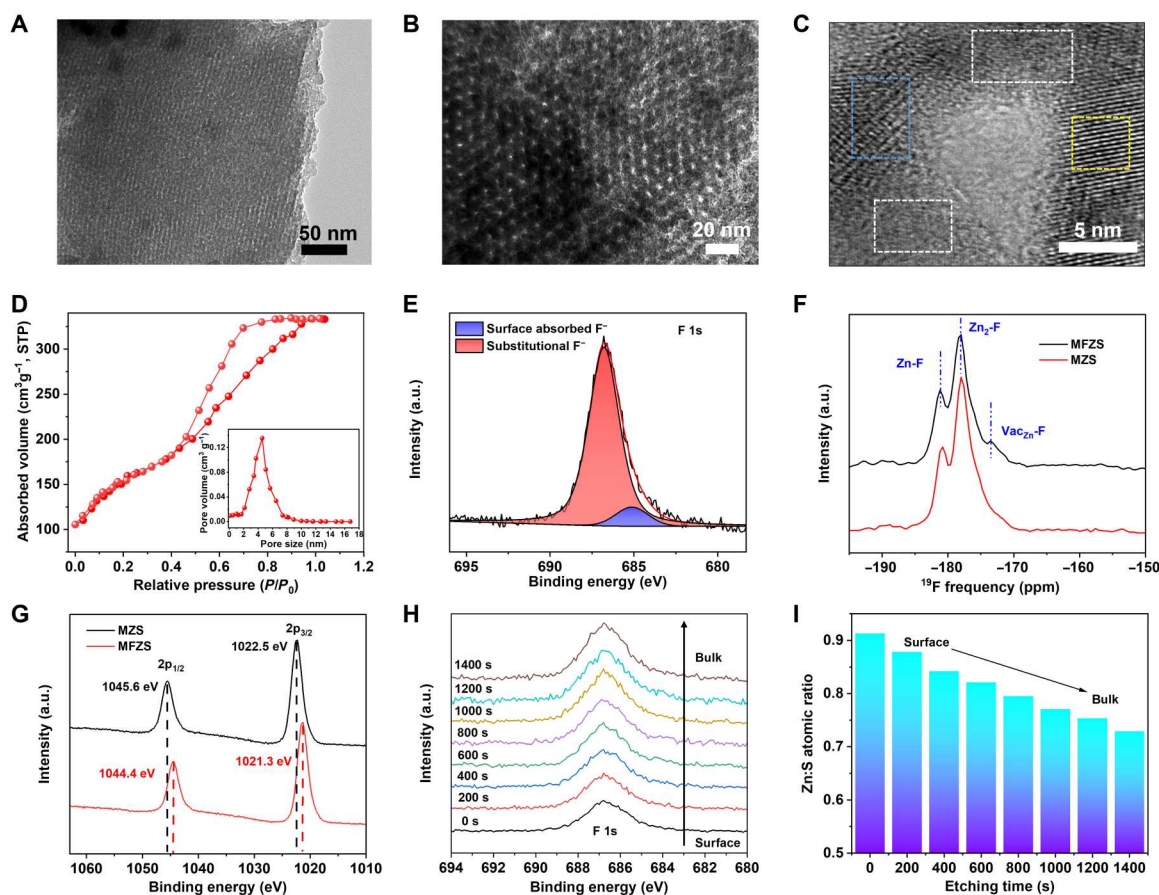 A
50 nm
B
20 nm
C
5 nm
D
Absorbed volume (cm³g⁻¹, STP)
300
250
200
150
100
0.0 0.2 0.4 0.6 0.8 1.0 1.2
Relative pressure (P/P₀)
Pore volume (cm³ g⁻¹)
0.12
0.08
0.04
0.00
0 2 4 6 8 10 12 14 16 18
Pore size (nm)
E
Surface absorbed F⁻
Substitutional F⁻
F 1s
Intensity (a.u.)
695 690 685 680
Binding energy (eV)
F
MFZS
MZS
Zn-F
Zn₂-F
VacZn-F
Intensity (a.u.)
−190 −180 −170 −160 −150
¹⁹F frequency (ppm)
G
MZS
MFZS
2p₁/₂
2p₃/₂
1022.5 eV
1045.6 eV
1021.3 eV
1044.4 eV
Intensity (a.u.)
1060 1050 1040 1030 1020 1010
Binding energy (eV)
H
1400 s
1200 s
1000 s
800 s
600 s
400 s
200 s
0 s
Bulk
Surface
F 1s
Intensity (a.u.)
694 692 690 688 686 684 682 680
Binding energy (eV)
I
Surface
Bulk
Zn:S atomic ratio
0.9
0.8
0.7
0.6
0.5
0 200 400 600 800 1000 1200 1400
Etching time (s)